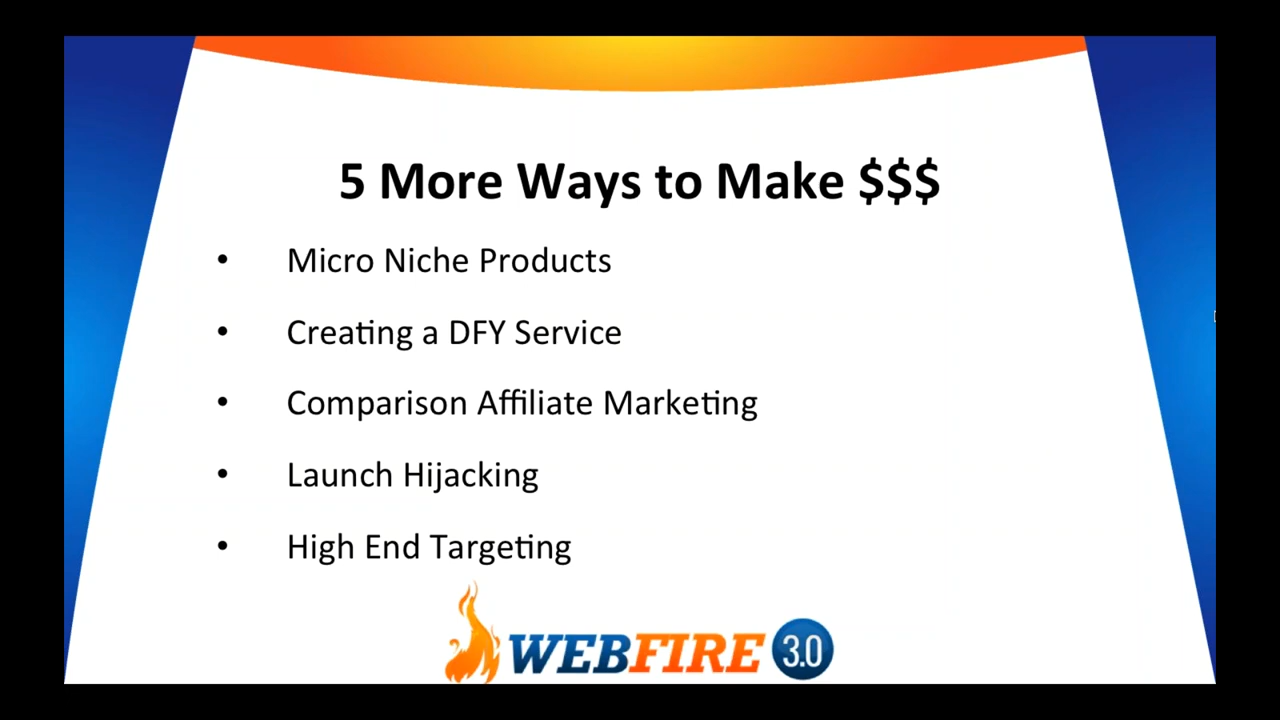 5 More Ways to Make $$$
• Micro Niche Products
• Creating a DFY Service
• Comparison Affiliate Marketing
• Launch Hijacking
• High End Targeting
WEBFIRE 3.0